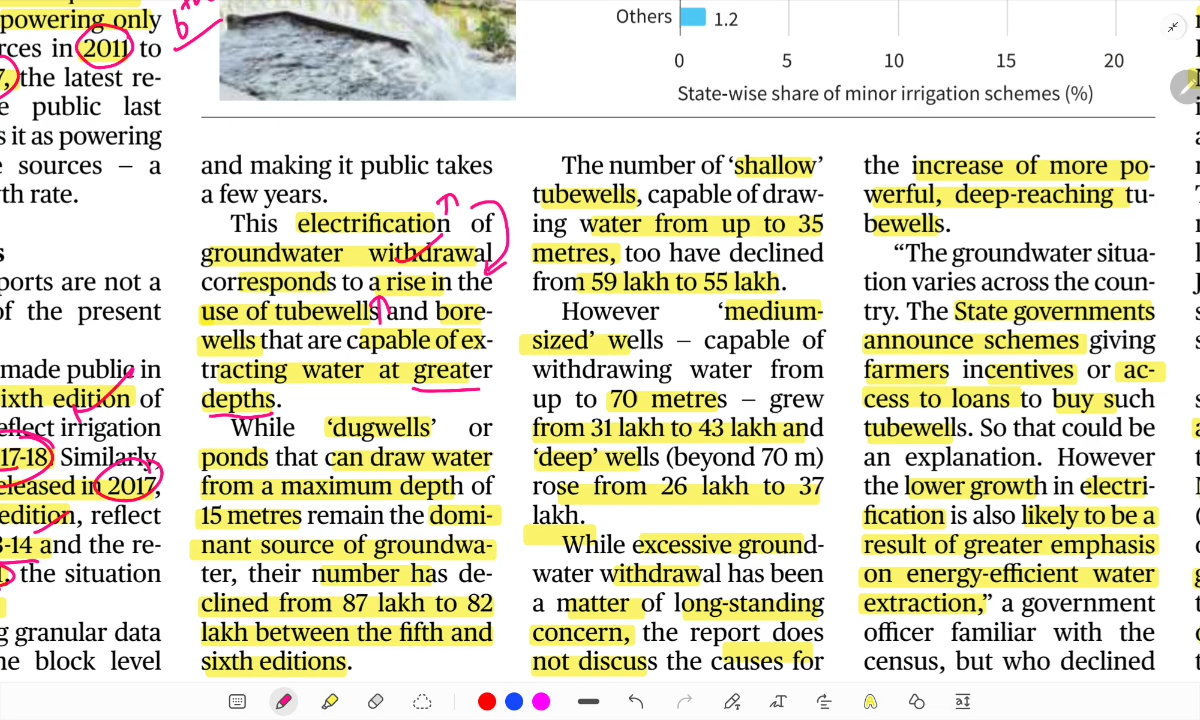 powering only
rces in 2011 to
7, the latest re-
e public last
s it as powering
e sources – a
th rate.
s
ports are not a
of the present
made public in
ixth edition of
eflect irrigation
17-18. Similarly,
eleased in 2017,
edition, reflect
3-14 and the re-
the situation
g granular data
ne block level
Others 1.2
0 5 10 15 20
State-wise share of minor irrigation schemes (%)
and making it public takes
a few years.
This electrification of
groundwater withdrawal
corresponds to a rise in the
use of tubewells and bore-
wells that are capable of ex-
tracting water at greater
depths.
While ‘dugwells’ or
ponds that can draw water
from a maximum depth of
15 metres remain the domi-
nant source of groundwa-
ter, their number has de-
clined from 87 lakh to 82
lakh between the fifth and
sixth editions.
The number of ‘shallow’
tubewells, capable of draw-
ing water from up to 35
metres, too have declined
from 59 lakh to 55 lakh.
However ‘medium-
sized’ wells – capable of
withdrawing water from
up to 70 metres – grew
from 31 lakh to 43 lakh and
‘deep’ wells (beyond 70 m)
rose from 26 lakh to 37
lakh.
While excessive ground-
water withdrawal has been
a matter of long-standing
concern, the report does
not discuss the causes for
the increase of more po-
werful, deep-reaching tu-
bewells.
“The groundwater situa-
tion varies across the coun-
try. The State governments
announce schemes giving
farmers incentives or ac-
cess to loans to buy such
tubewells. So that could be
an explanation. However
the lower growth in electri-
fication is also likely to be a
result of greater emphasis
on energy-efficient water
extraction,” a government
officer familiar with the
census, but who declined